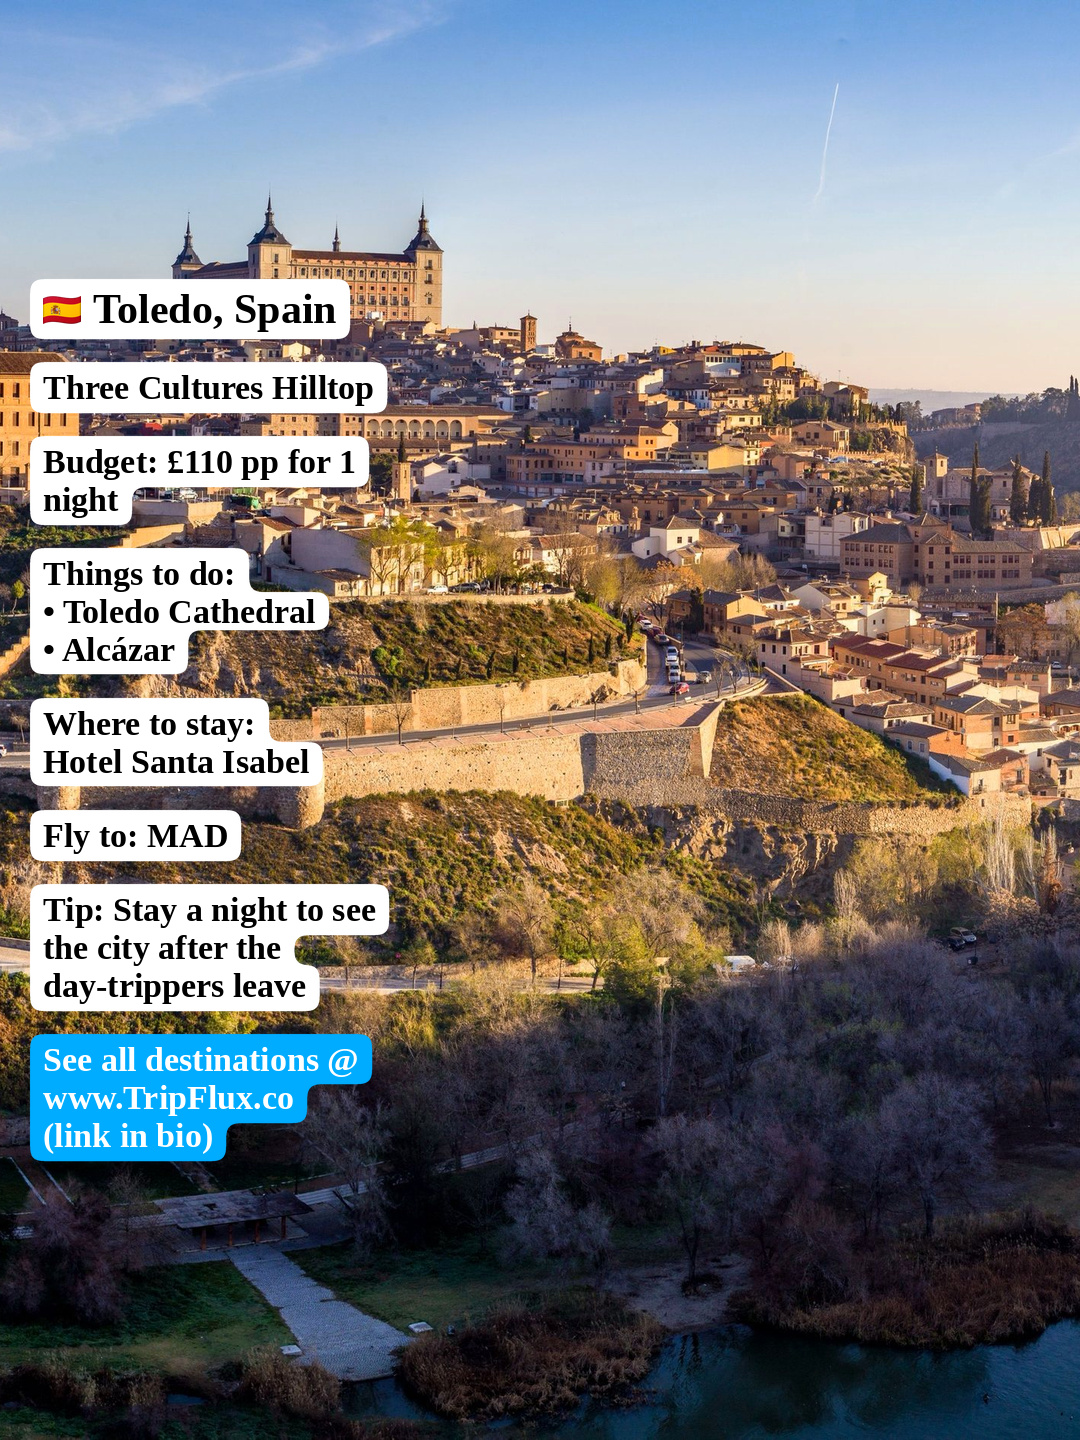 🇪🇸 Toledo, Spain
Three Cultures Hilltop
Budget: £110 pp for 1
night
Things to do:
• Toledo Cathedral
• Alcázar
Where to stay:
Hotel Santa Isabel
Fly to: MAD
Tip: Stay a night to see
the city after the
day-trippers leave
See all destinations @
www.TripFlux.co
(link in bio)